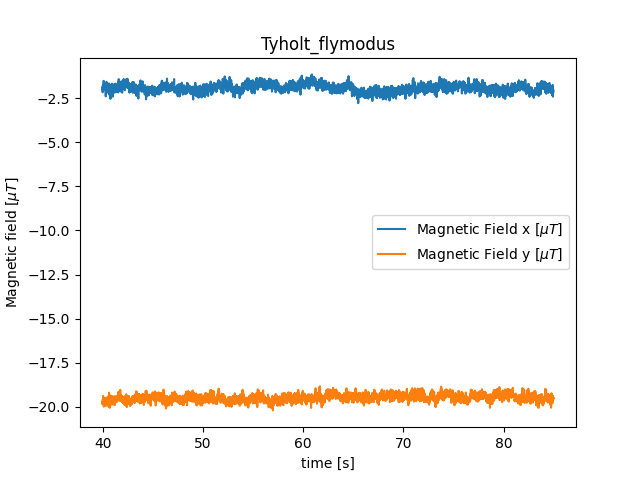 Tyholt_flymodus
Magnetic field [μT]
−2.5
−5.0
−7.5
−10.0
−12.5
−15.0
−17.5
−20.0
Magnetic Field x [μT]
Magnetic Field y [μT]
40 50 60 70 80
time [s]